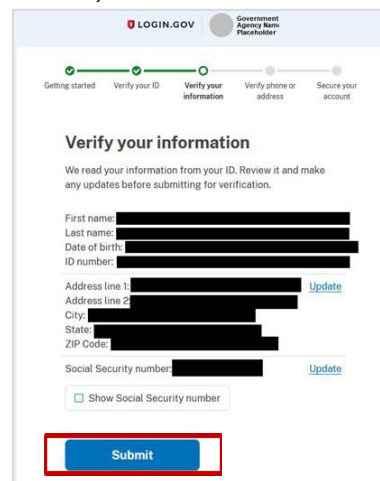 LOGIN.GOV
Government
Agency Name
Placeholder
Getting started Verify your ID Verify your information Verify phone or address Secure your account
Verify your information
We read your information from your ID. Review it and make
any updates before submitting for verification.
First name:
Last name:
Date of birth:
ID number:
Address line 1: Update
Address line 2:
City:
State:
ZIP Code:
Social Security number: Update
Show Social Security number
Submit